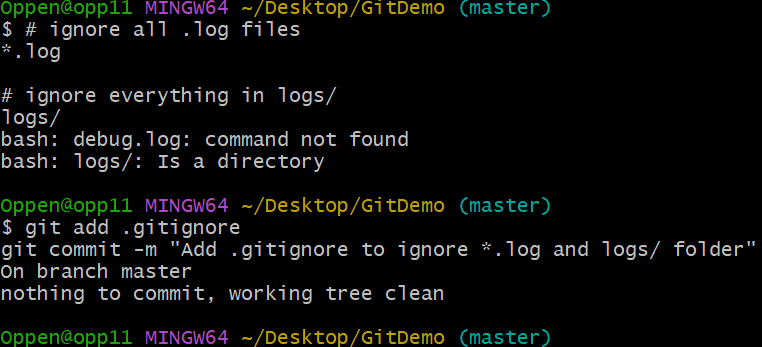 Oppen@opp11 MINGW64 ~/Desktop/GitDemo (master)
$ # ignore all .log files
*.log

# ignore everything in logs/
logs/
bash: debug.log: command not found
bash: logs/: Is a directory

Oppen@opp11 MINGW64 ~/Desktop/GitDemo (master)
$ git add .gitignore
git commit -m "Add .gitignore to ignore *.log and logs/ folder"
On branch master
nothing to commit, working tree clean

Oppen@opp11 MINGW64 ~/Desktop/GitDemo (master)